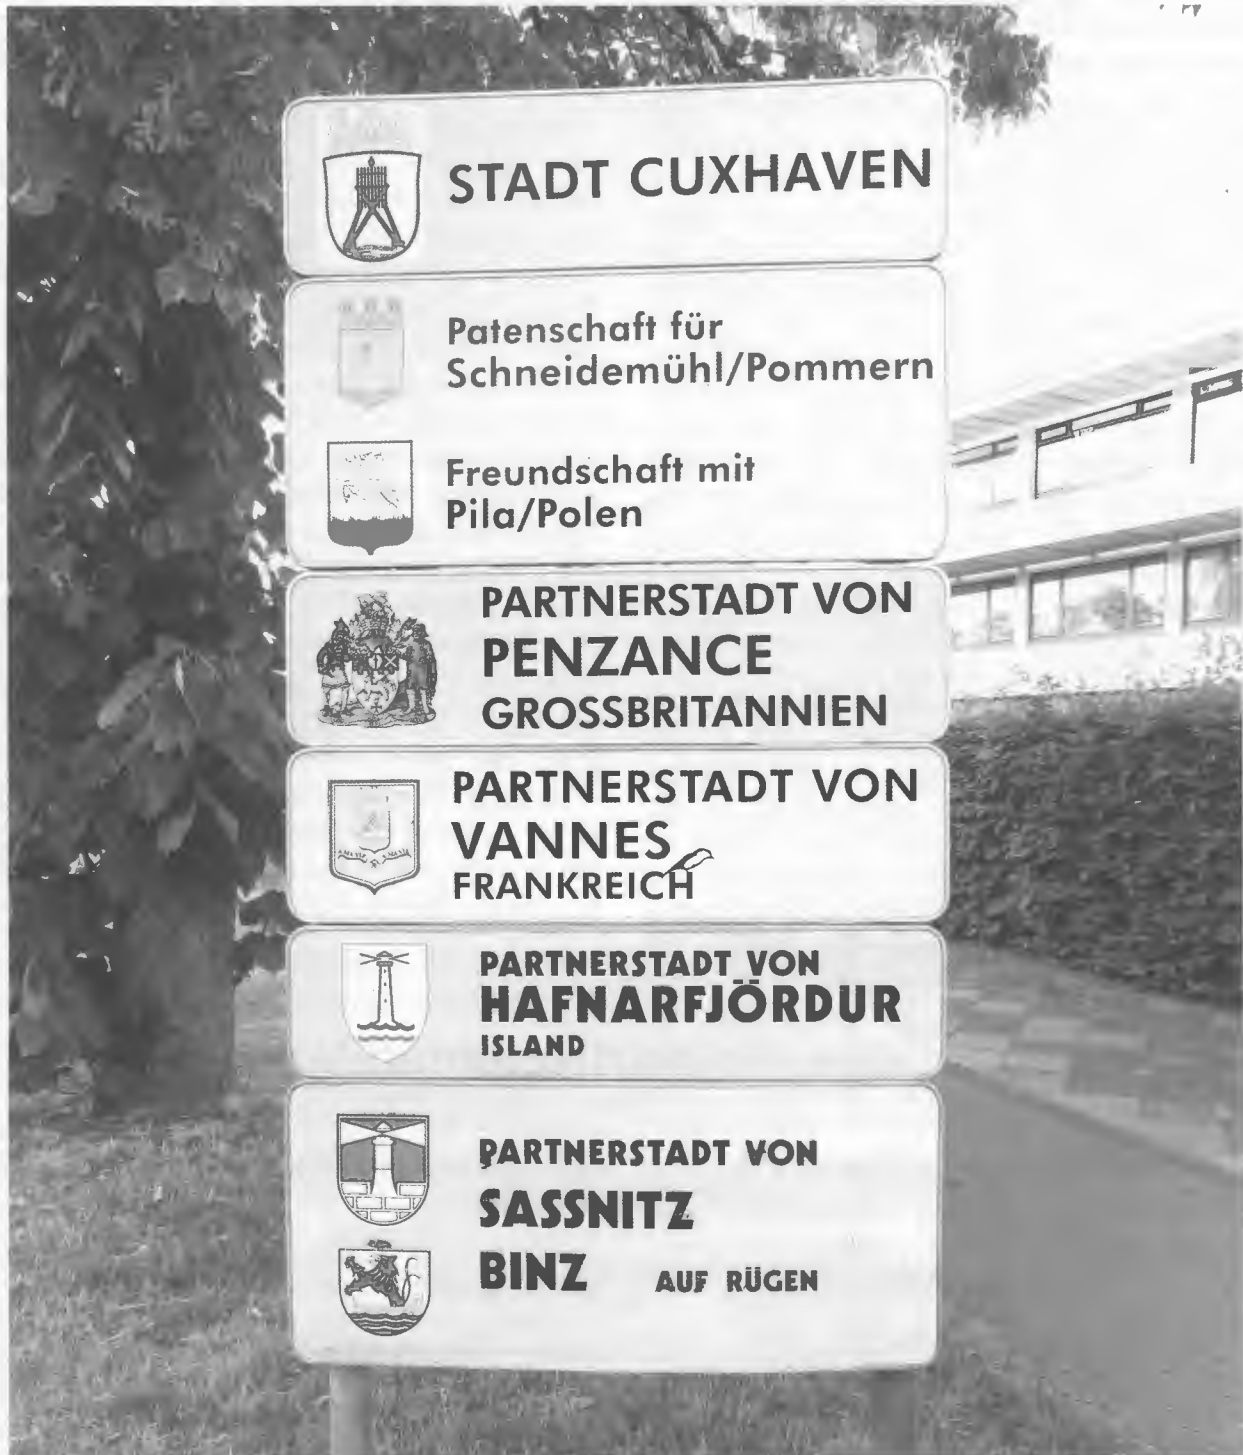 STADT CUXHAVEN
Patenschaft für
Schneidemühl/Pommern
Freundschaft mit
Pila/Polen
PARTNERSTADT VON
PENZANCE
GROSSBRITANNIEN
PARTNERSTADT VON
VANNES
FRANKREICH
PARTNERSTADT VON
HAFNARFJÖRDUR
ISLAND
PARTNERSTADT VON
SASSNITZ
BINZ AUF RÜGEN